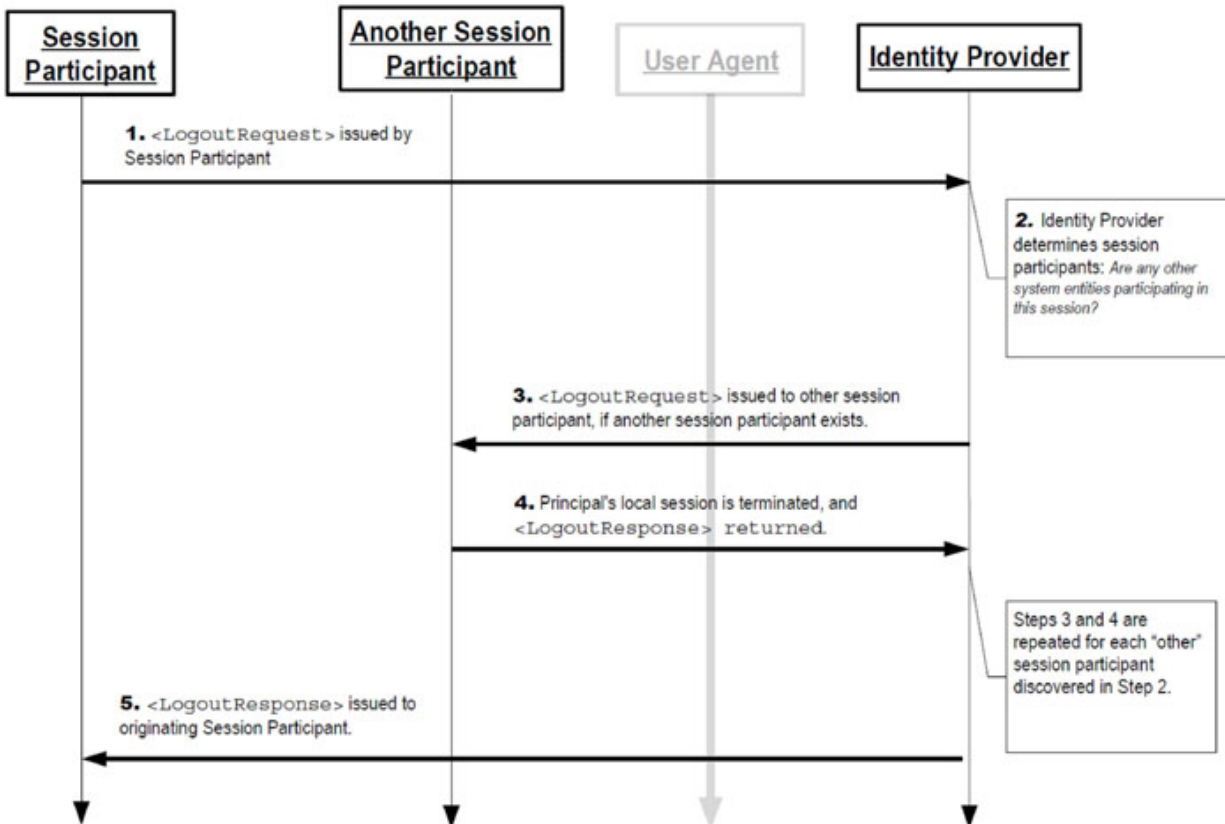 Session
Participant
Another Session
Participant
User Agent
Identity Provider
1. <LogoutRequest> issued by
Session Participant
2. Identity Provider
determines session
participants: Are any other
system entities participating in
this session?
3. <LogoutRequest> issued to other session
participant, if another session participant exists.
4. Principal's local session is terminated, and
<LogoutResponse> returned.
Steps 3 and 4 are
repeated for each “other”
session participant
discovered in Step 2.
5. <LogoutResponse> issued to
originating Session Participant.